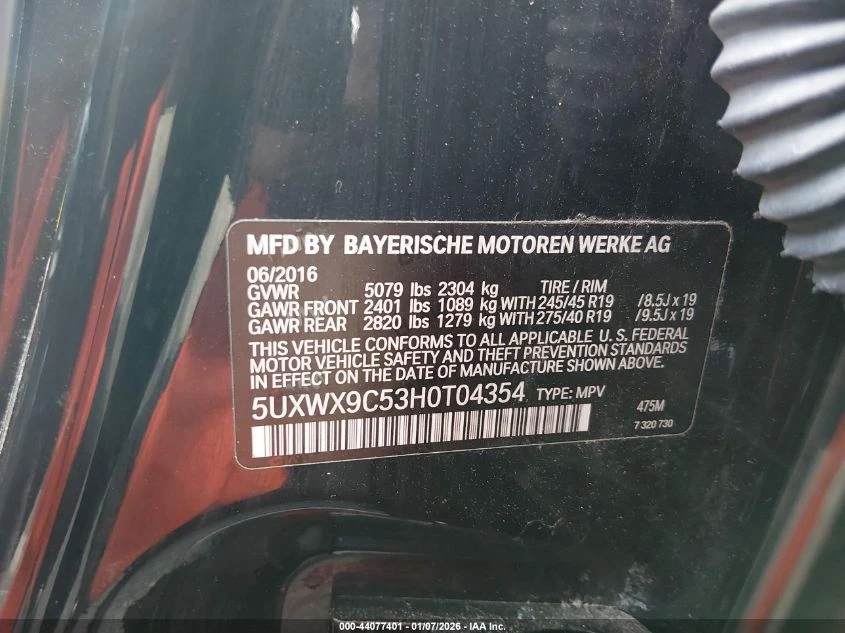 MFD BY BAYERISCHE MOTOREN WERKE AG
06/2016
GVWR 5079 lbs 2304 kg TIRE / RIM
GAWR FRONT 2401 lbs 1089 kg WITH 245/45 R19 /8.5J x 19
GAWR REAR 2820 lbs 1279 kg WITH 275/40 R19 /9.5J x 19
THIS VEHICLE CONFORMS TO ALL APPLICABLE U.S. FEDERAL
MOTOR VEHICLE SAFETY AND THEFT PREVENTION STANDARDS
IN EFFECT ON THE DATE OF MANUFACTURE SHOWN ABOVE.
5UXWX9C53H0T04354 TYPE: MPV 475M
7 320 730
000-44077401 - 01/07/2026 - IAA Inc.